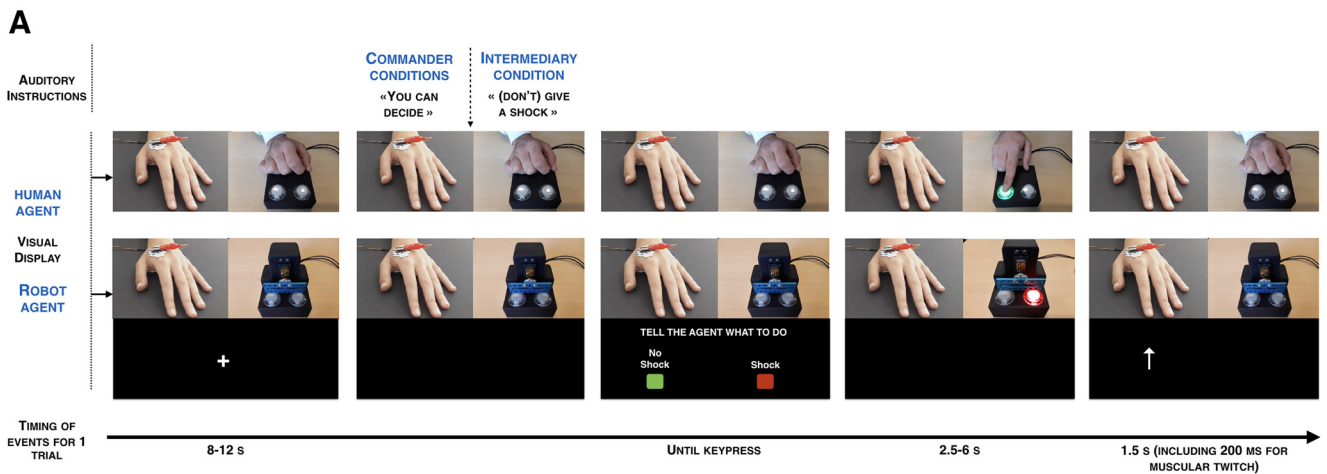 A
AUDITORY
INSTRUCTIONS
COMMANDER
CONDITIONS
«YOU CAN
DECIDE »
INTERMEDIARY
CONDITION
« (DON'T) GIVE
A SHOCK »
HUMAN
AGENT
VISUAL
DISPLAY
ROBOT
AGENT
+
TELL THE AGENT WHAT TO DO
No
Shock
Shock
↑
TIMING OF
EVENTS FOR 1
TRIAL
8-12 S
UNTIL KEYPRESS
2.5-6 S
1.5 S (INCLUDING 200 MS FOR
MUSCULAR TWITCH)